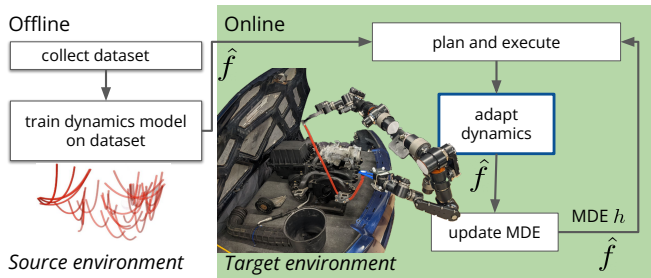 Offline
collect dataset
train dynamics model
on dataset
Source environment
Online
f̂
plan and execute
adapt
dynamics
f̂
update MDE
MDE h
f̂
Target environment